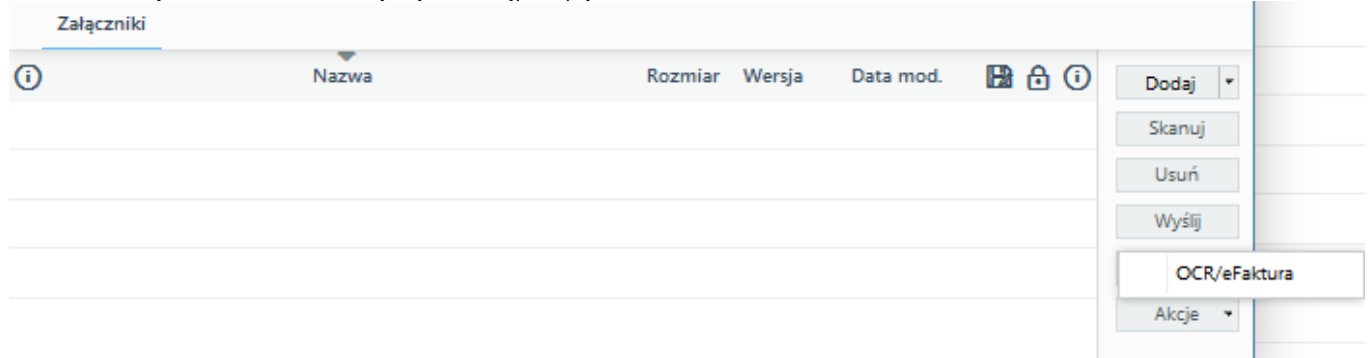 Załączniki
Nazwa Rozmiar Wersja Data mod.
Dodaj
Skanuj
Usuń
Wyślij
OCR/eFaktura
Akcje